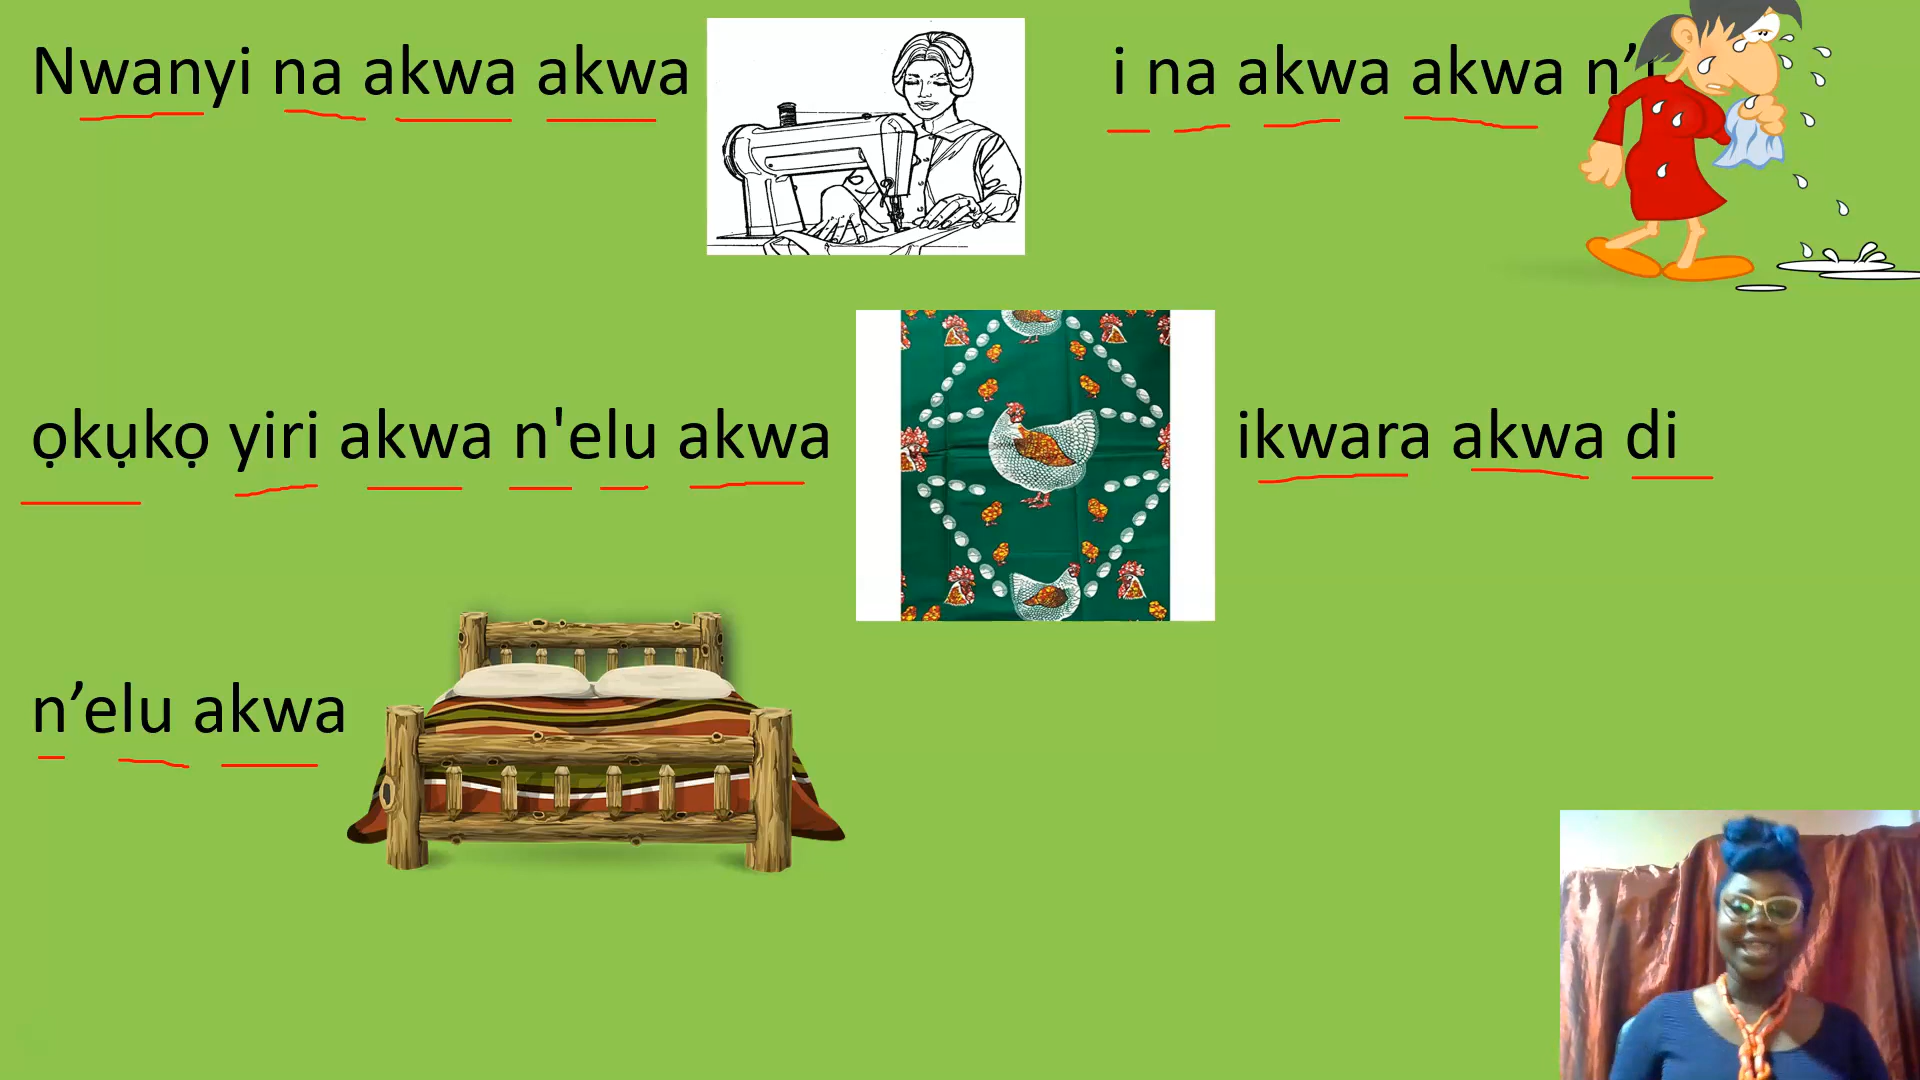 Nwanyi na akwa akwa i na akwa akwa n’
ọkụkọ yiri akwa n'elu akwa ikwara akwa di
n’elu akwa